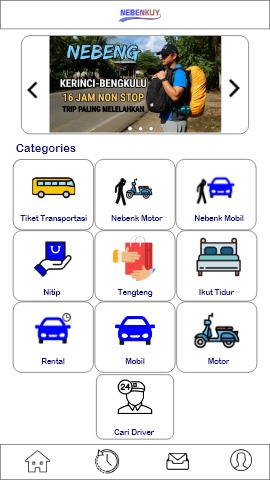 NEBENKUY.
NEBENG
KERINCI-BENGKULU
16 JAM NON STOP
TRIP PALING MELELAHKAN
Categories
Tiket Transportasi
Nebenk Motor
Nebenk Mobil
Nitip
Tengteng
Ikut Tidur
Rental
Mobil
Motor
24
Cari Driver